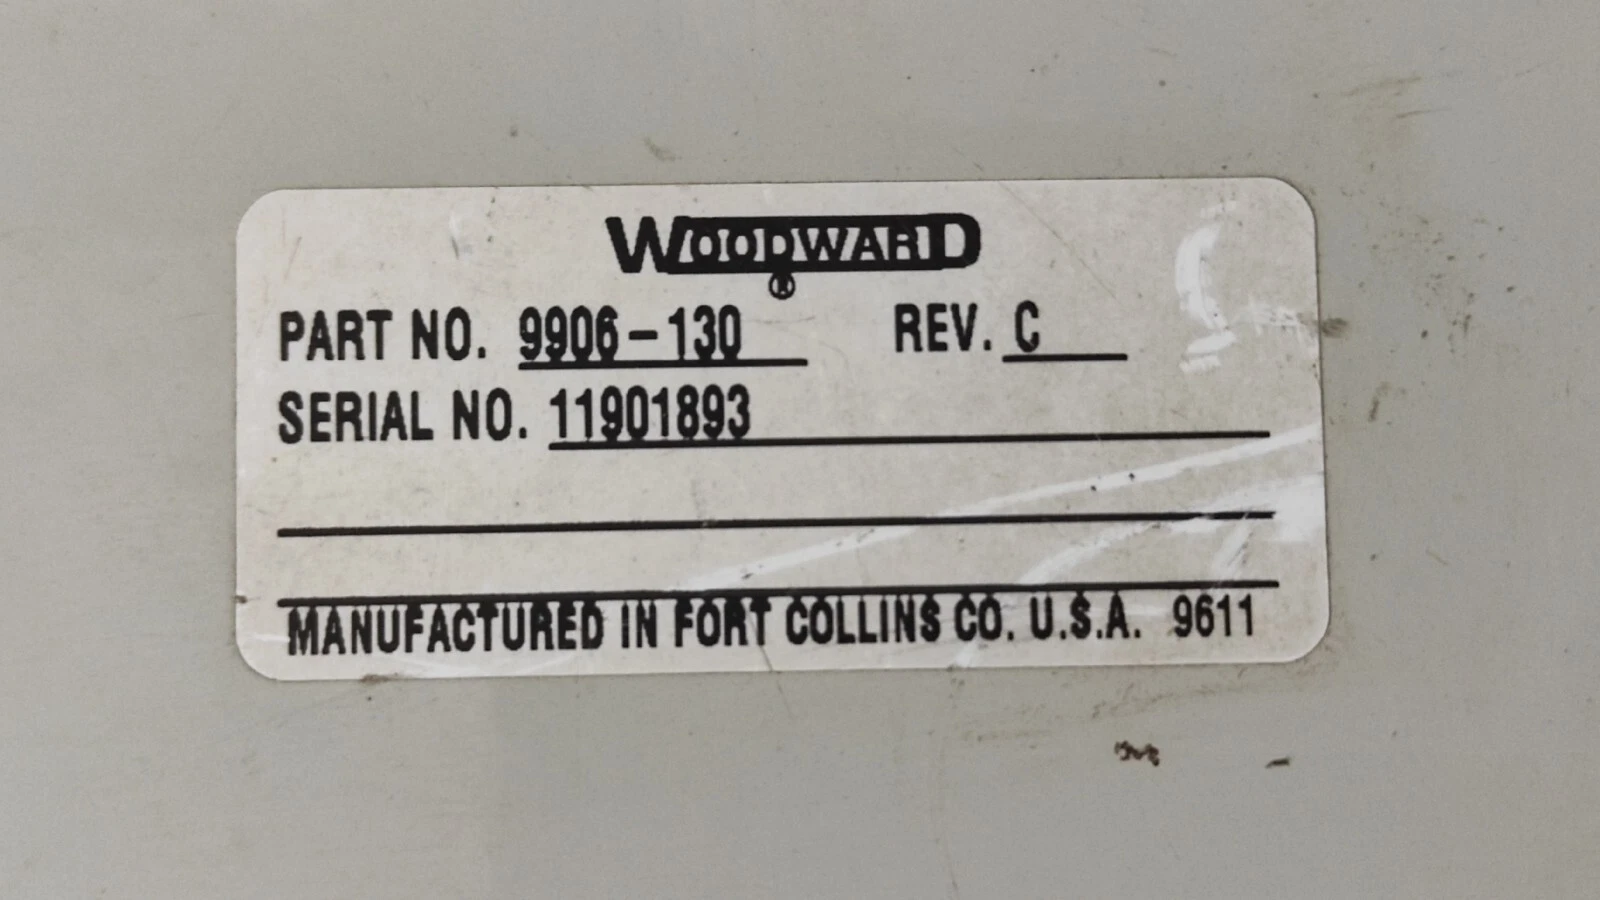 WOODWARD
®
PART NO. 9906-130 REV. C
SERIAL NO. 11901893
MANUFACTURED IN FORT COLLINS CO. U.S.A. 9611